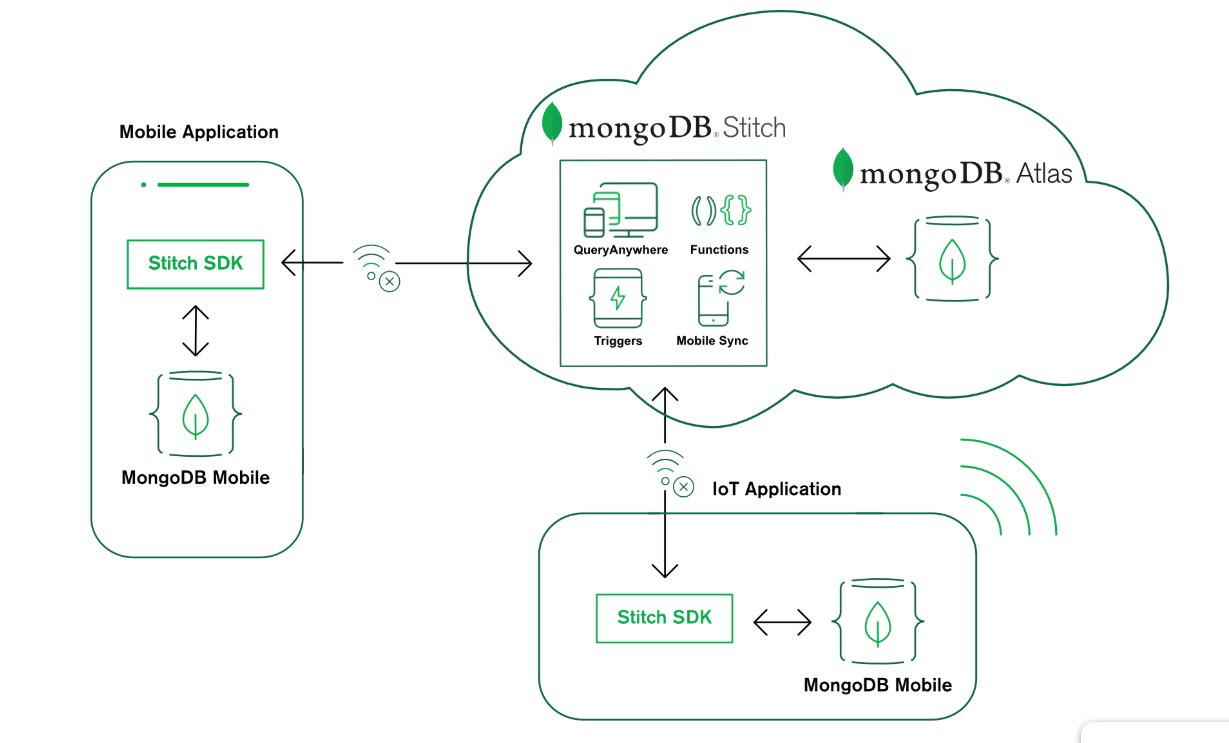 Mobile Application
mongoDB® Stitch
mongoDB® Atlas
Stitch SDK
QueryAnywhere
Functions
(){}
Triggers
Mobile Sync
MongoDB Mobile
IoT Application
Stitch SDK
MongoDB Mobile